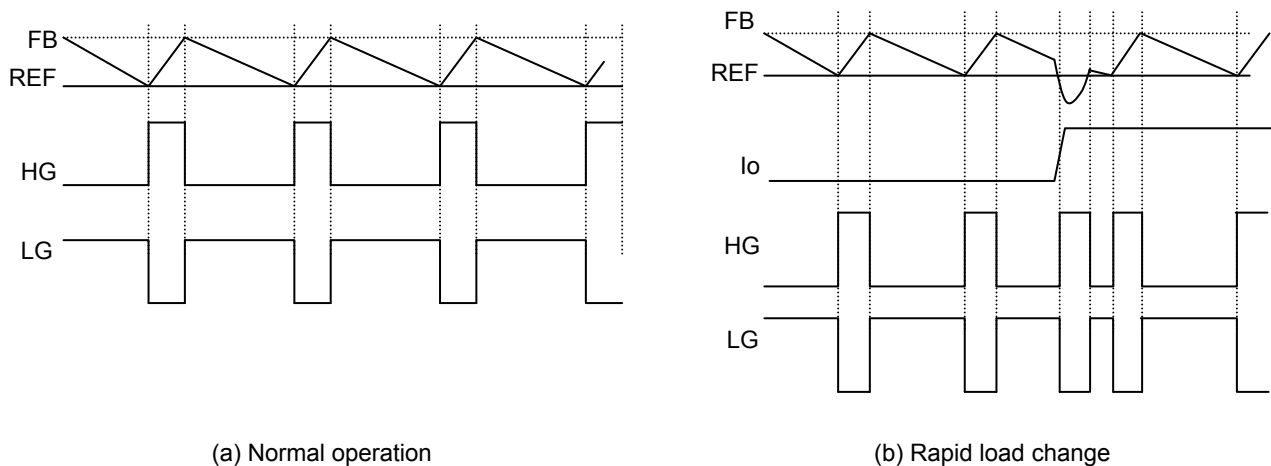 FB
REF
HG
LG
(a) Normal operation
FB
REF
Io
HG
LG
(b) Rapid load change